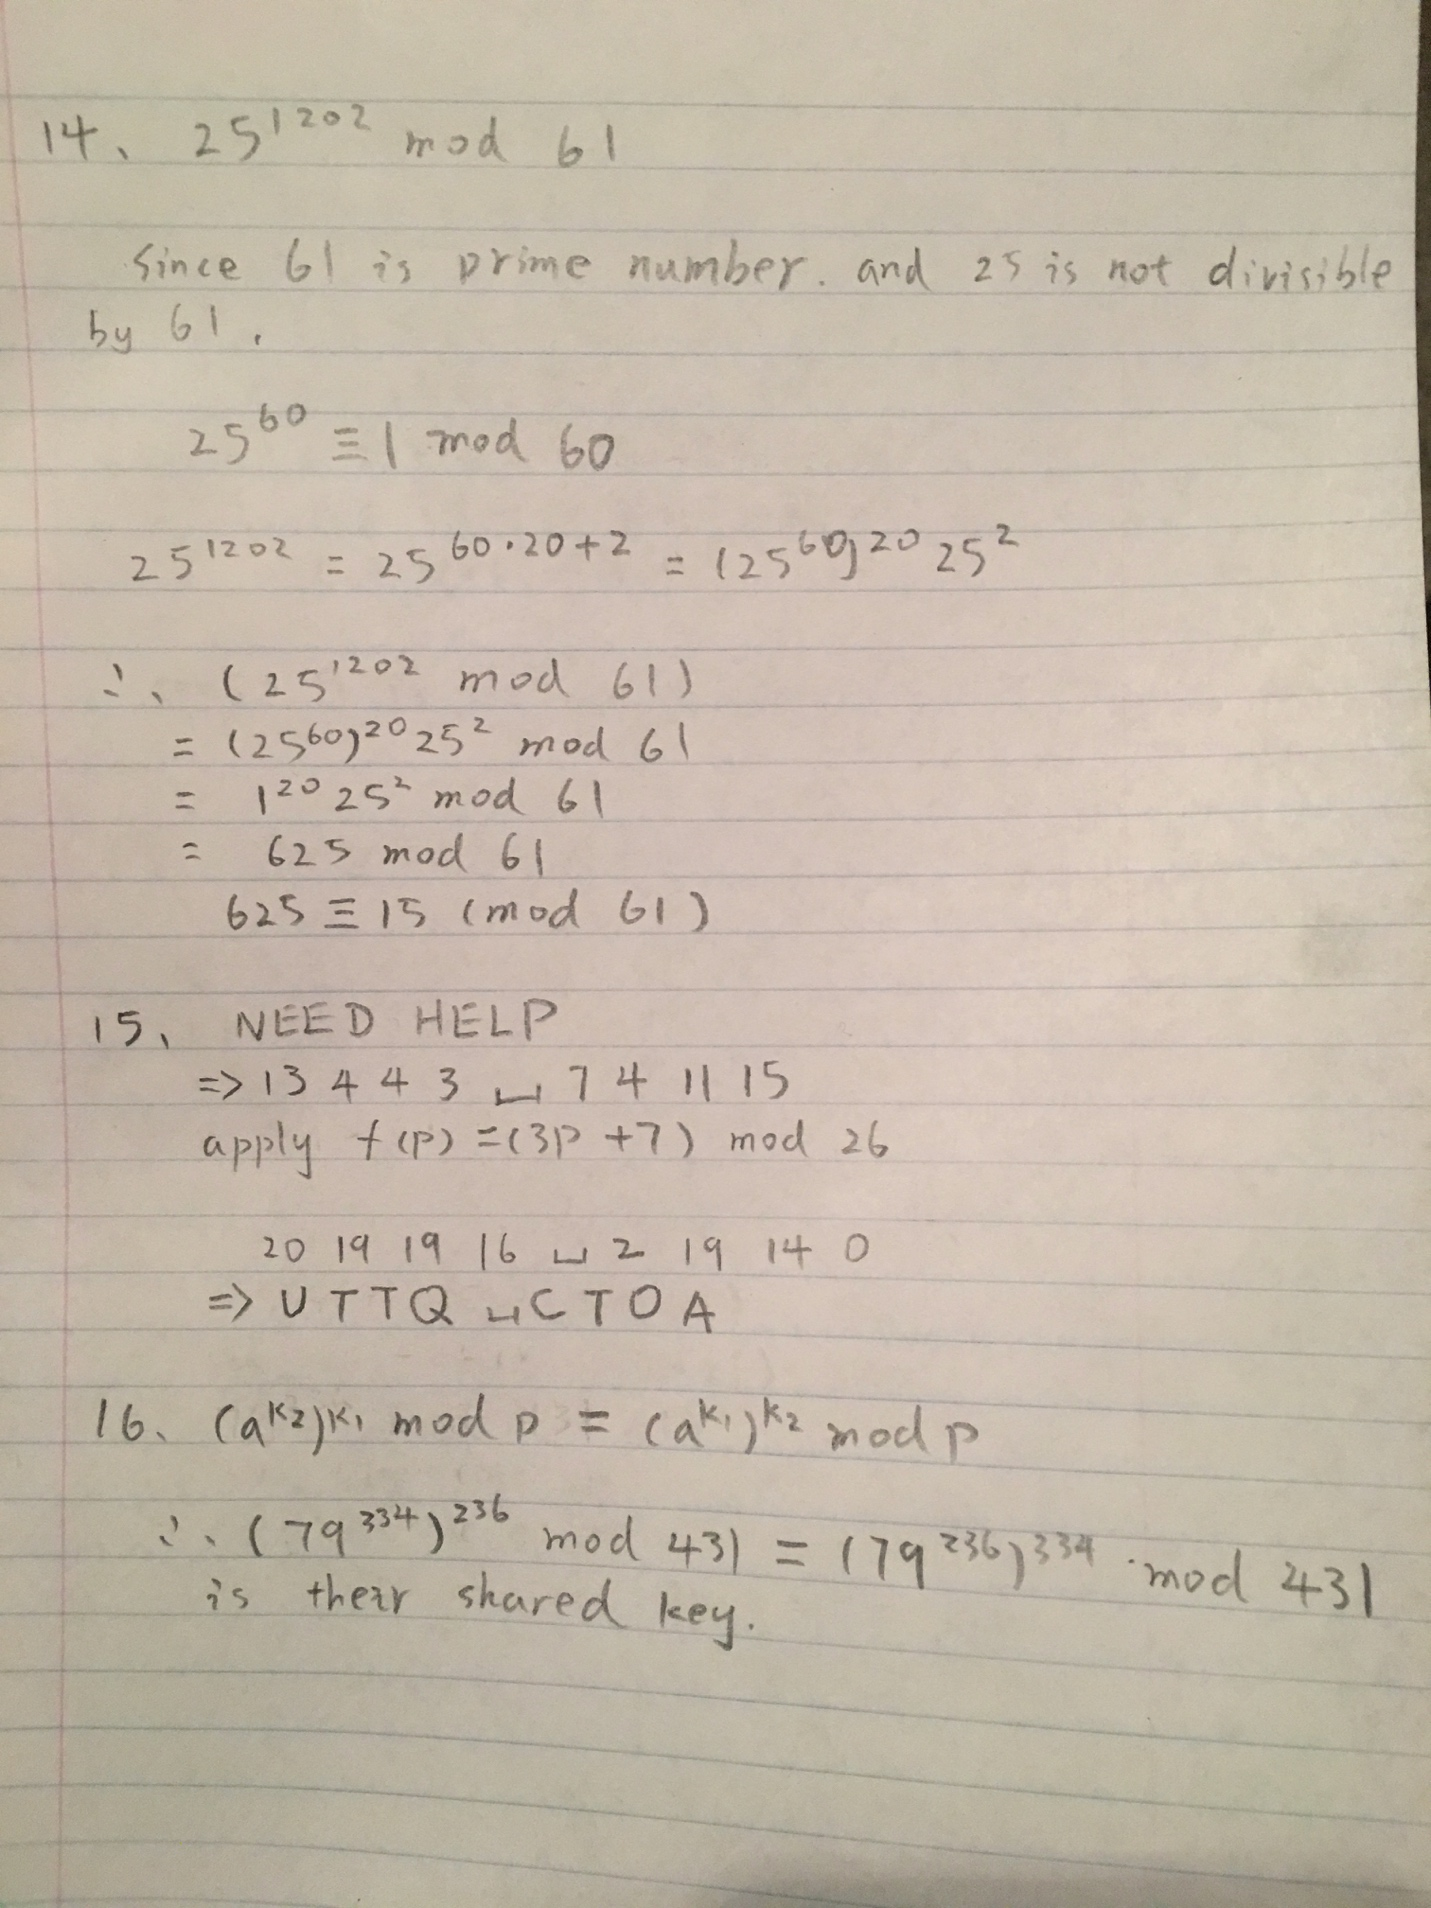 14. 25^1202 mod 61
Since 61 is prime number. and 25 is not divisible
by 61.
25^60 ≡ 1 mod 60
25^1202 = 25^60·20+2 = (25^60)^20 25^2
∴ (25^1202 mod 61)
= (25^60)^20 25^2 mod 61
= 1^20 25^2 mod 61
= 625 mod 61
625 ≡ 15 (mod 61)
15. NEED HELP
=> 13 4 4 3 ␣ 7 4 11 15
apply f(p) = (3p + 7) mod 26
20 19 19 16 ␣ 2 19 14 0
=> U T T Q ␣ C T O A
16. (a^k₂)^k₁ mod p = (a^k₁)^k₂ mod p
∴ (79^334)^236 mod 431 = (79^236)^334 mod 431
is their shared key.